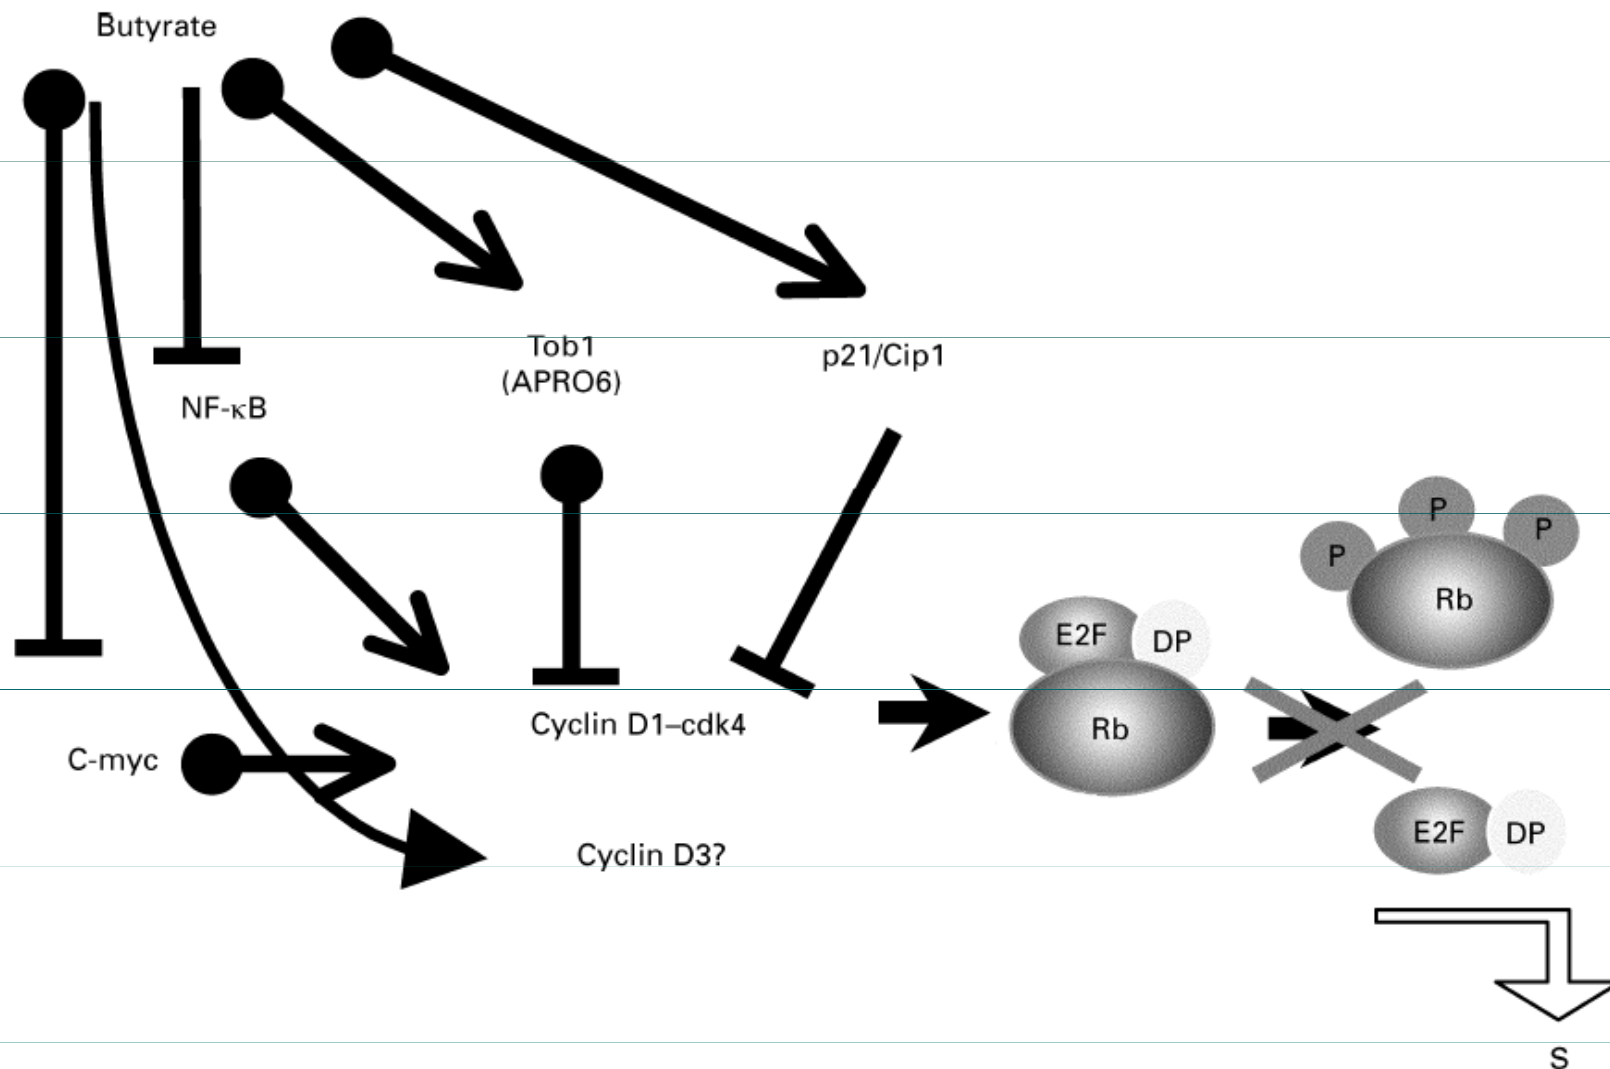 Butyrate
Tob1
(APRO6)
p21/Cip1
NF-κB
P
P
P
Rb
E2F
DP
Rb
Cyclin D1–cdk4
C-myc
E2F
DP
Cyclin D3?
S